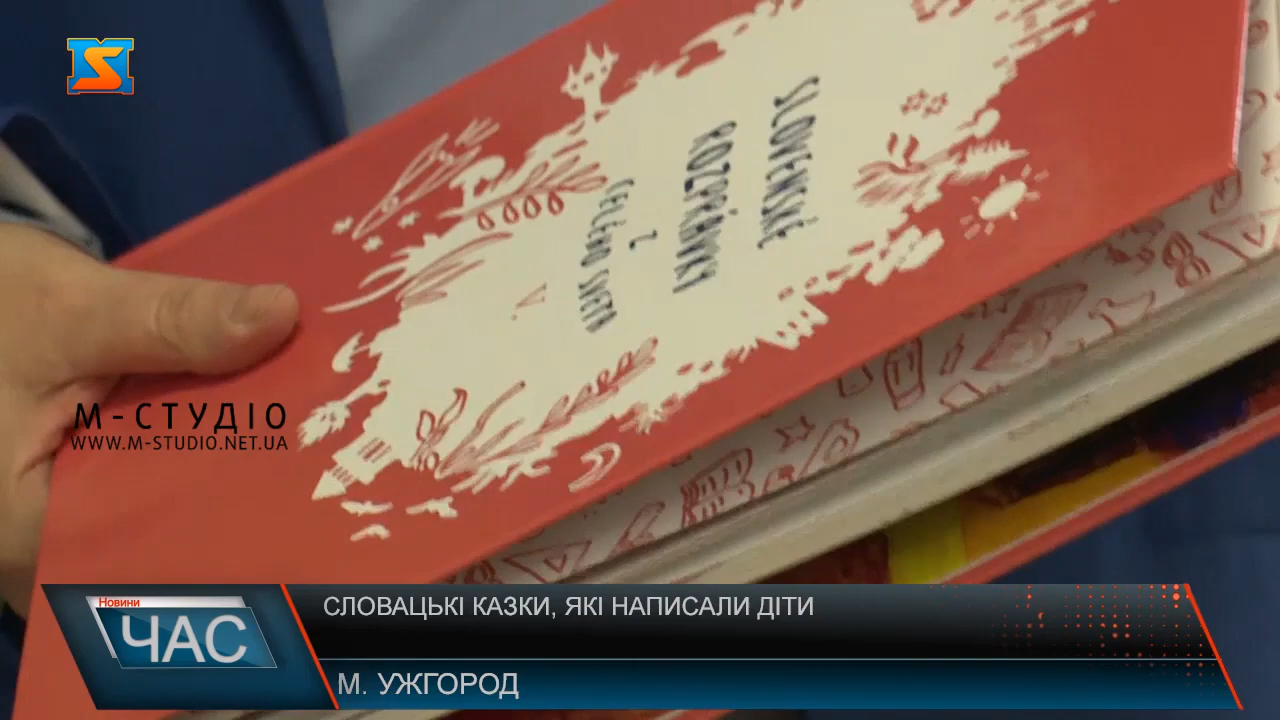 SLOVENSKÉ
ROZPRÁVKY
Z
CELÉHO SVETA
М-СТУДІО
WWW.M-STUDIO.NET.UA
Новини
ЧАС
СЛОВАЦЬКІ КАЗКИ, ЯКІ НАПИСАЛИ ДІТИ
М. УЖГОРОД